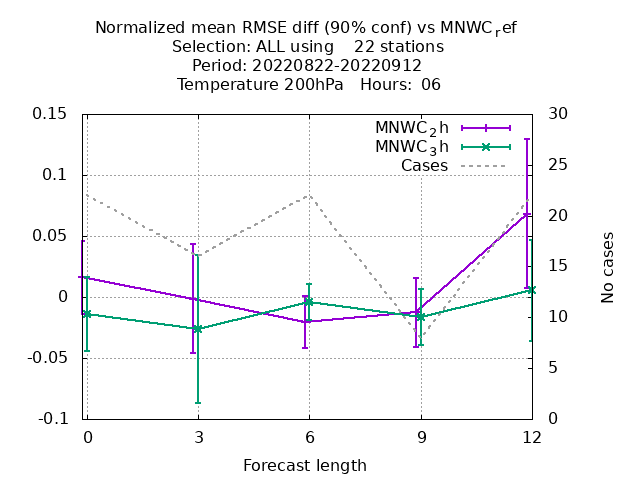 Normalized mean RMSE diff (90% conf) vs MNWC_ref
Selection: ALL using 22 stations
Period: 20220822-20220912
Temperature 200hPa Hours: 06
0.15
0.1
0.05
0
-0.05
-0.1
30
25
20
15
10
5
0
MNWC_2h
MNWC_3h
Cases
No cases
0 3 6 9 12
Forecast length